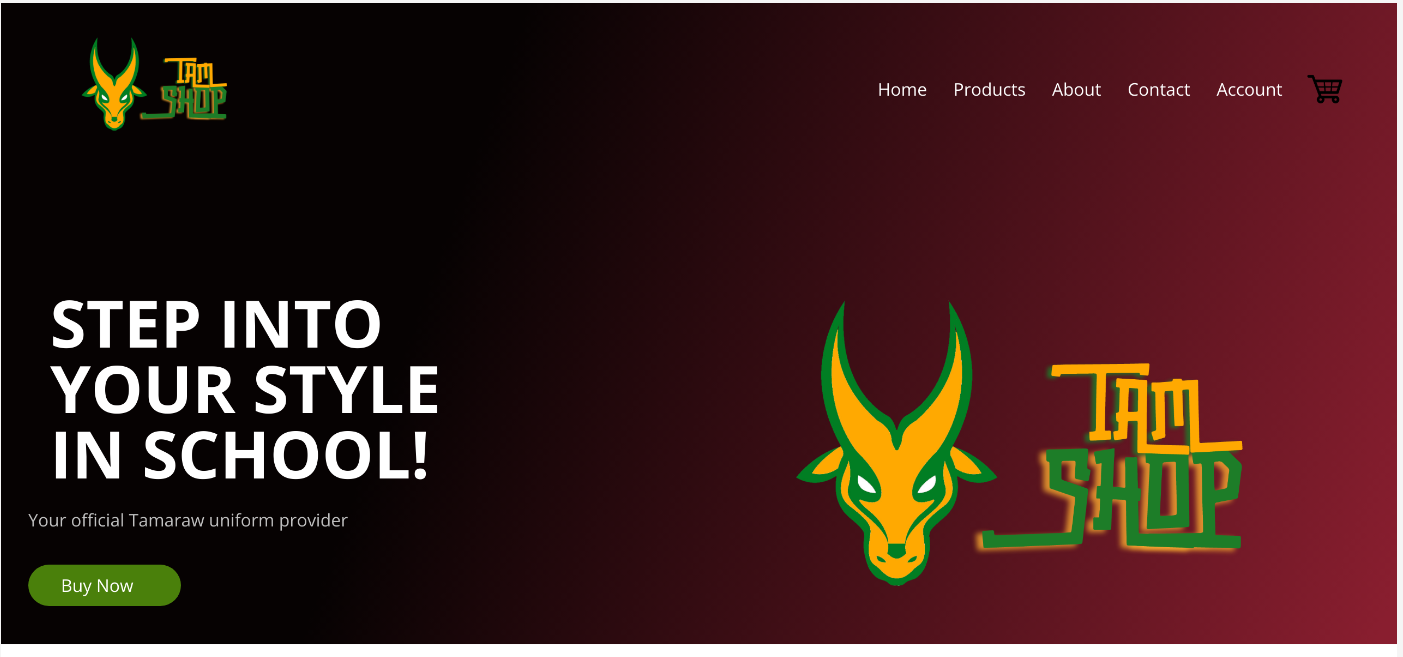 TAM
SHOP
Home Products About Contact Account
STEP INTO
YOUR STYLE
IN SCHOOL!
Your official Tamaraw uniform provider
Buy Now
TAM
SHOP